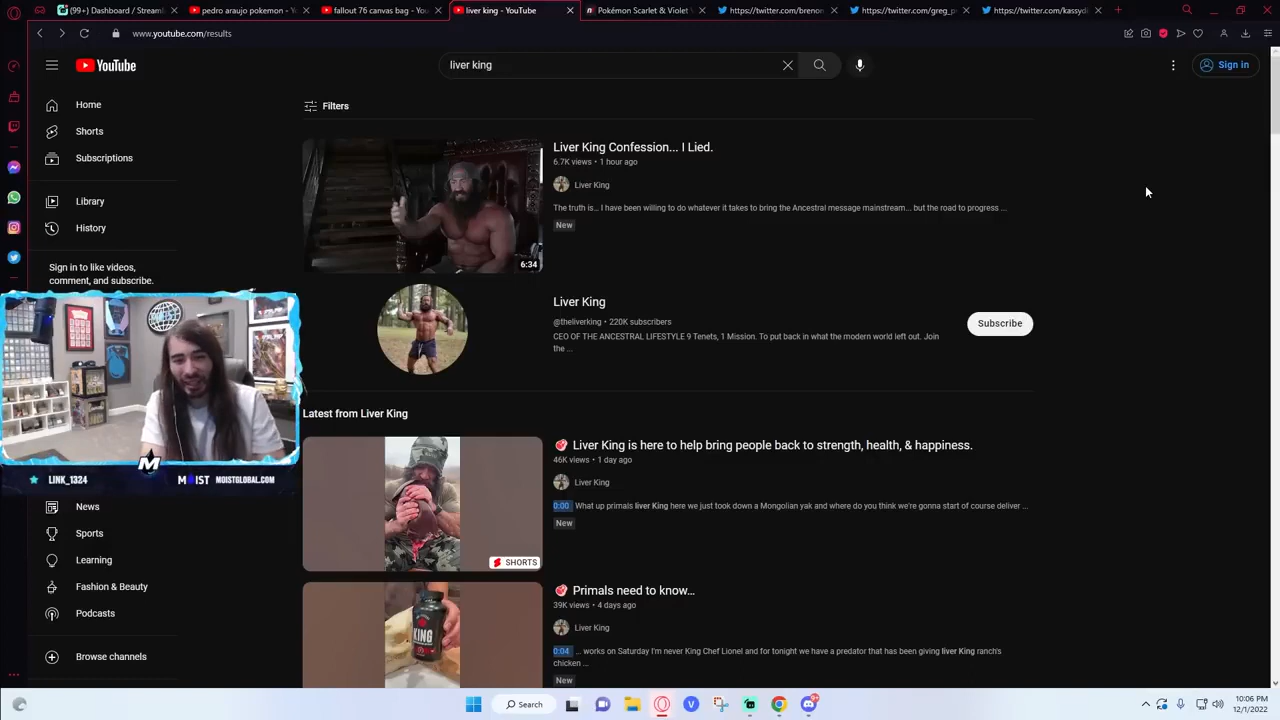 (99+) Dashboard / Streaml
pedro araujo pokemon - Yo
fallout 76 canvas bag - You
liver king - YouTube
Pokémon Scarlet & Violet
https://twitter.com/brenon
https://twitter.com/greg_p
https://twitter.com/kassydi
www.youtube.com/results
YouTube
liver king
Sign in
Home
Shorts
Subscriptions
Library
History
Sign in to like videos,
comment, and subscribe.
LINK_1324
M
MOIST
MOISTGLOBAL.COM
News
Sports
Learning
Fashion & Beauty
Podcasts
Browse channels
Filters
6:34
Liver King Confession... I Lied.
6.7K views • 1 hour ago
Liver King
The truth is… I have been willing to do whatever it takes to bring the Ancestral message mainstream... but the road to progress ...
New
Liver King
@theliverking • 220K subscribers
CEO OF THE ANCESTRAL LIFESTYLE 9 Tenets, 1 Mission. To put back in what the modern world left out. Join
the ...
Subscribe
Latest from Liver King
SHORTS
Liver King is here to help bring people back to strength, health, & happiness.
46K views • 1 day ago
Liver King
0:00 What up primals liver King here we just took down a Mongolian yak and where do you think we're gonna start of course deliver ...
New
KING
Primals need to know…
39K views • 4 days ago
Liver King
0:04 ... works on Saturday I'm never King Chef Lionel and for tonight we have a predator that has been giving liver King ranch's
chicken ...
New
Search
9+
10:06 PM
12/1/2022